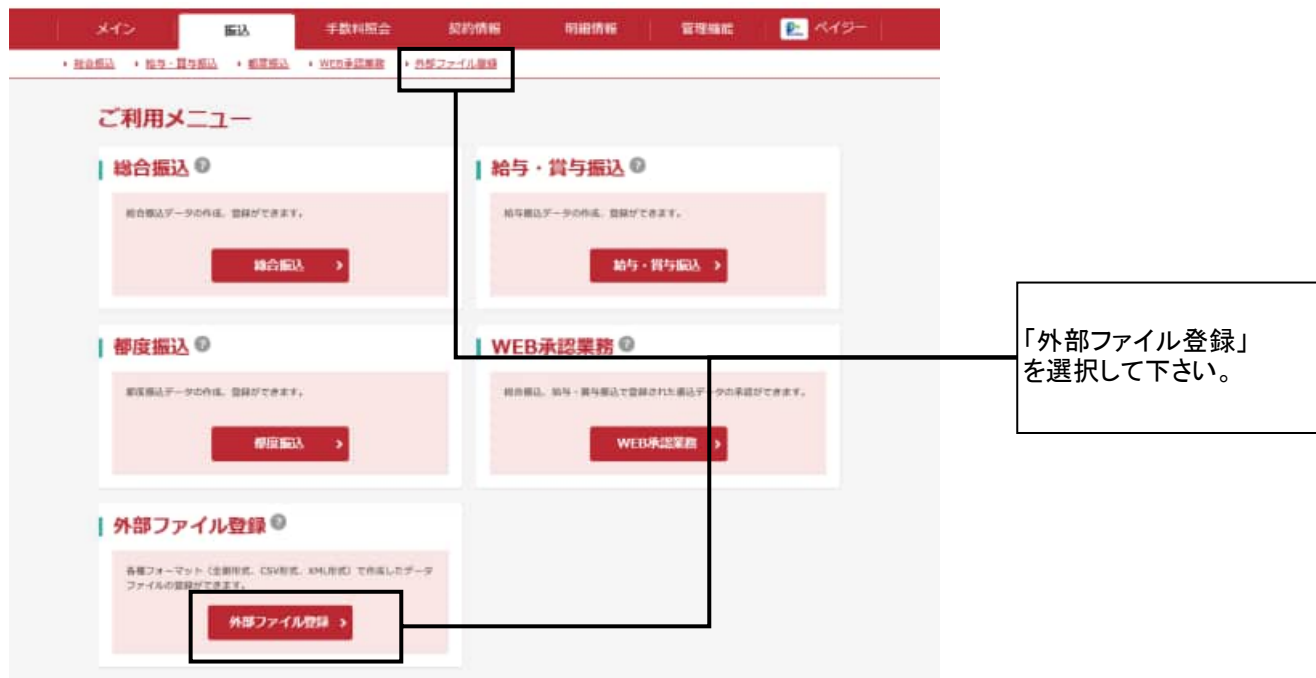 メイン 振込 手数料照会 契約情報 明細情報 管理機能 ペイジー
総合振込 給与・賞与振込 都度振込 WEB承認業務 外部ファイル登録
ご利用メニュー
総合振込
総合振込データの作成、登録ができます。
総合振込
給与・賞与振込
給与振込データの作成、登録ができます。
給与・賞与振込
都度振込
都度振込データの作成、登録ができます。
都度振込
WEB承認業務
総合振込、給与・賞与振込で登録された振込データの承認ができます。
WEB承認業務
外部ファイル登録
各種フォーマット（全銀形式、CSV形式、XML形式）で作成したデータ
ファイルの登録ができます。
外部ファイル登録
「外部ファイル登録」
を選択して下さい。